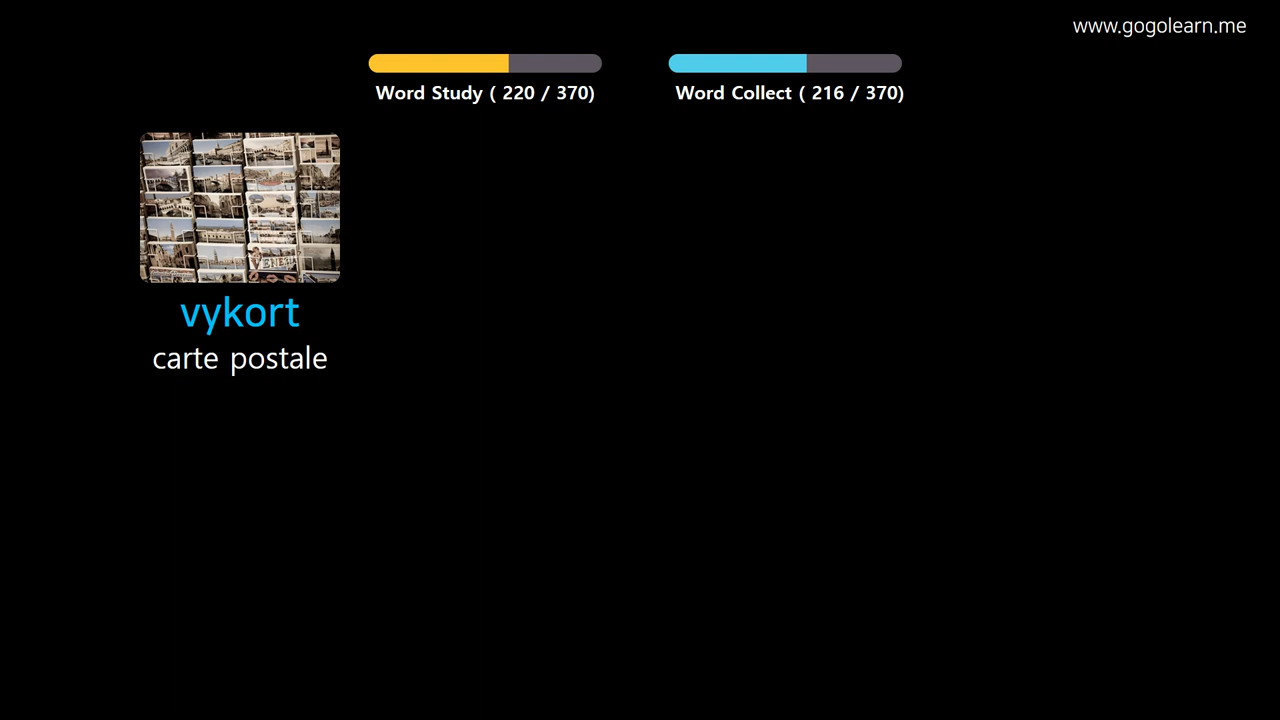 www.gogolearn.me
Word Study ( 220 / 370)
Word Collect ( 216 / 370)
vykort
carte postale